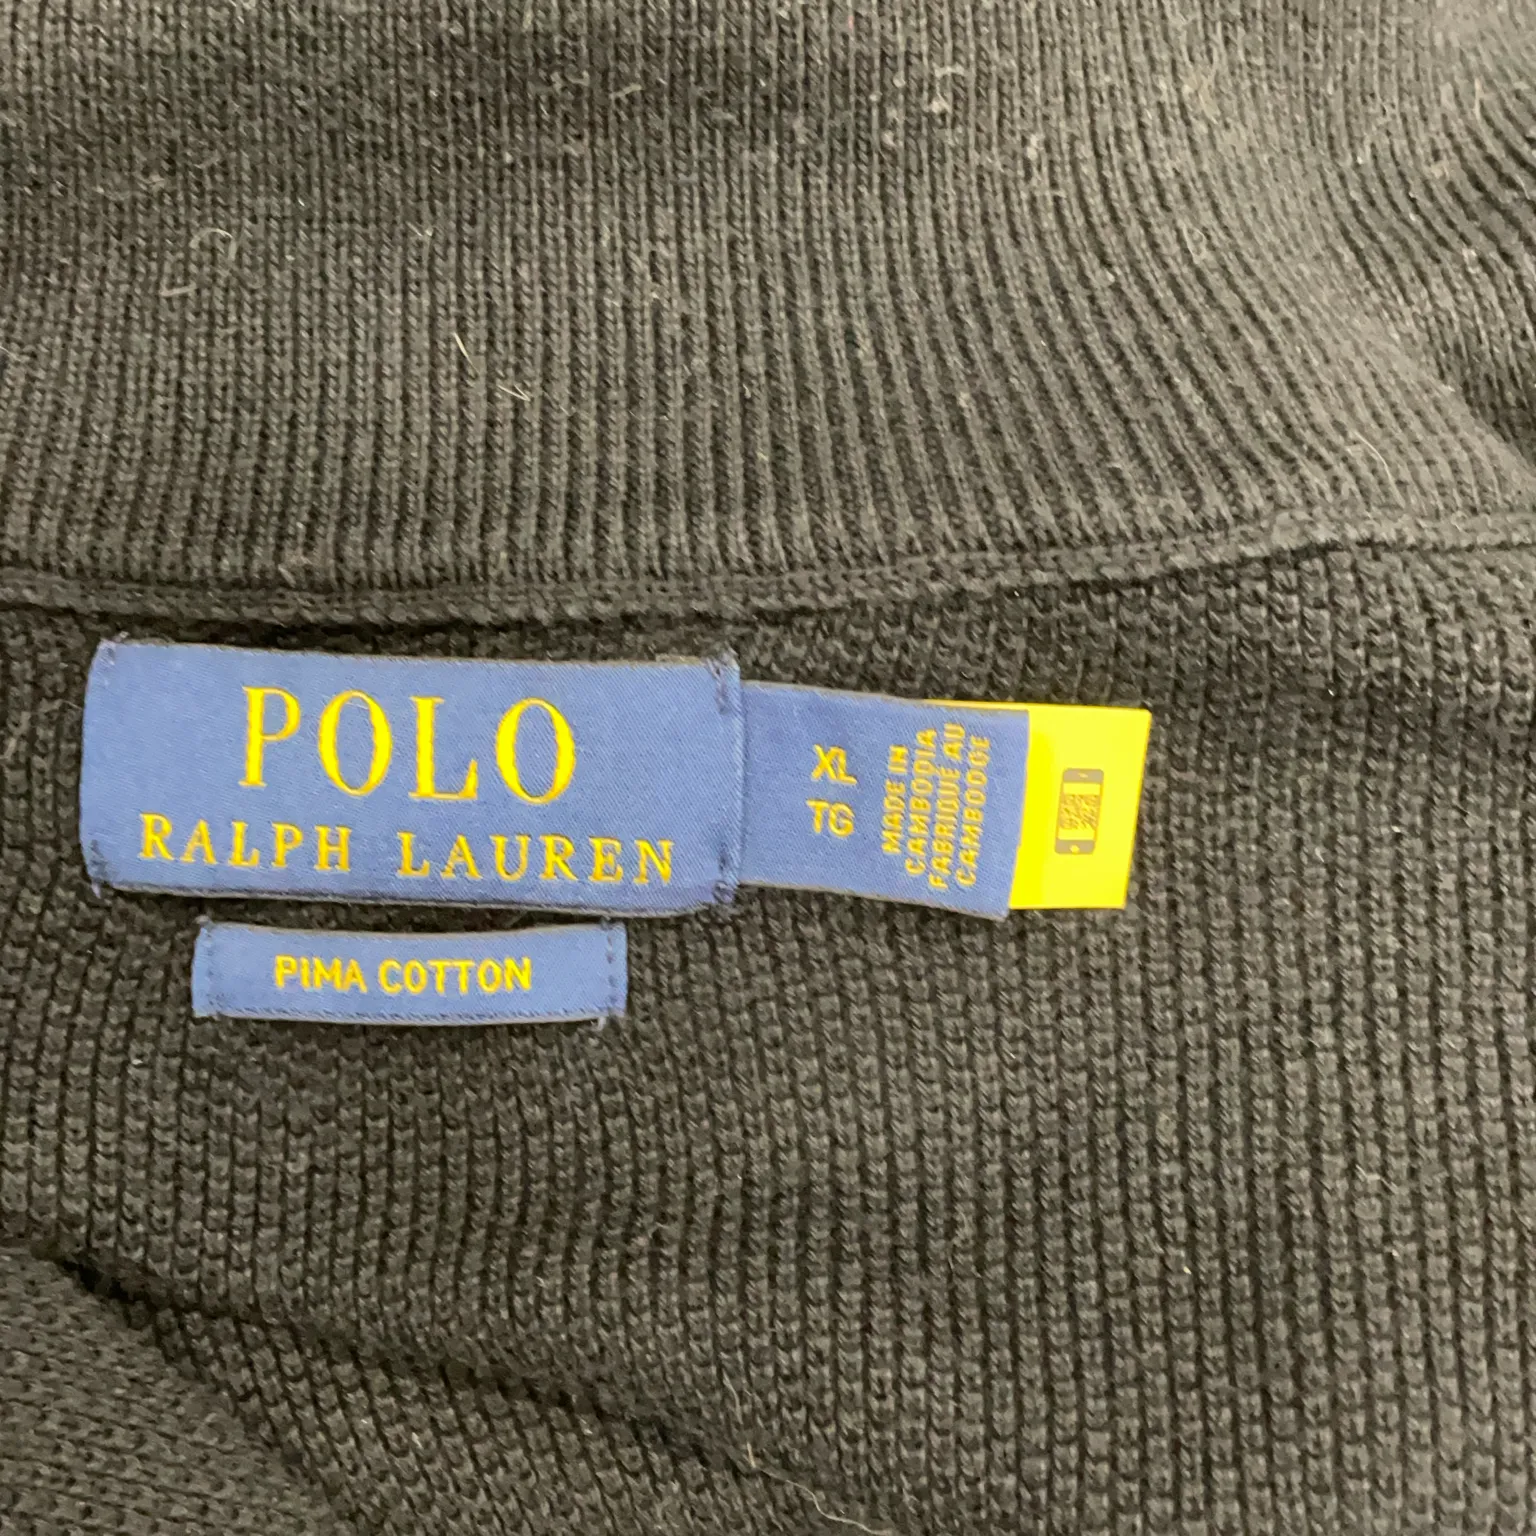 POLO
RALPH LAUREN
PIMA COTTON
XL
TG
MADE IN
CAMBODIA
FABRIQUÉ AU
CAMBODGE